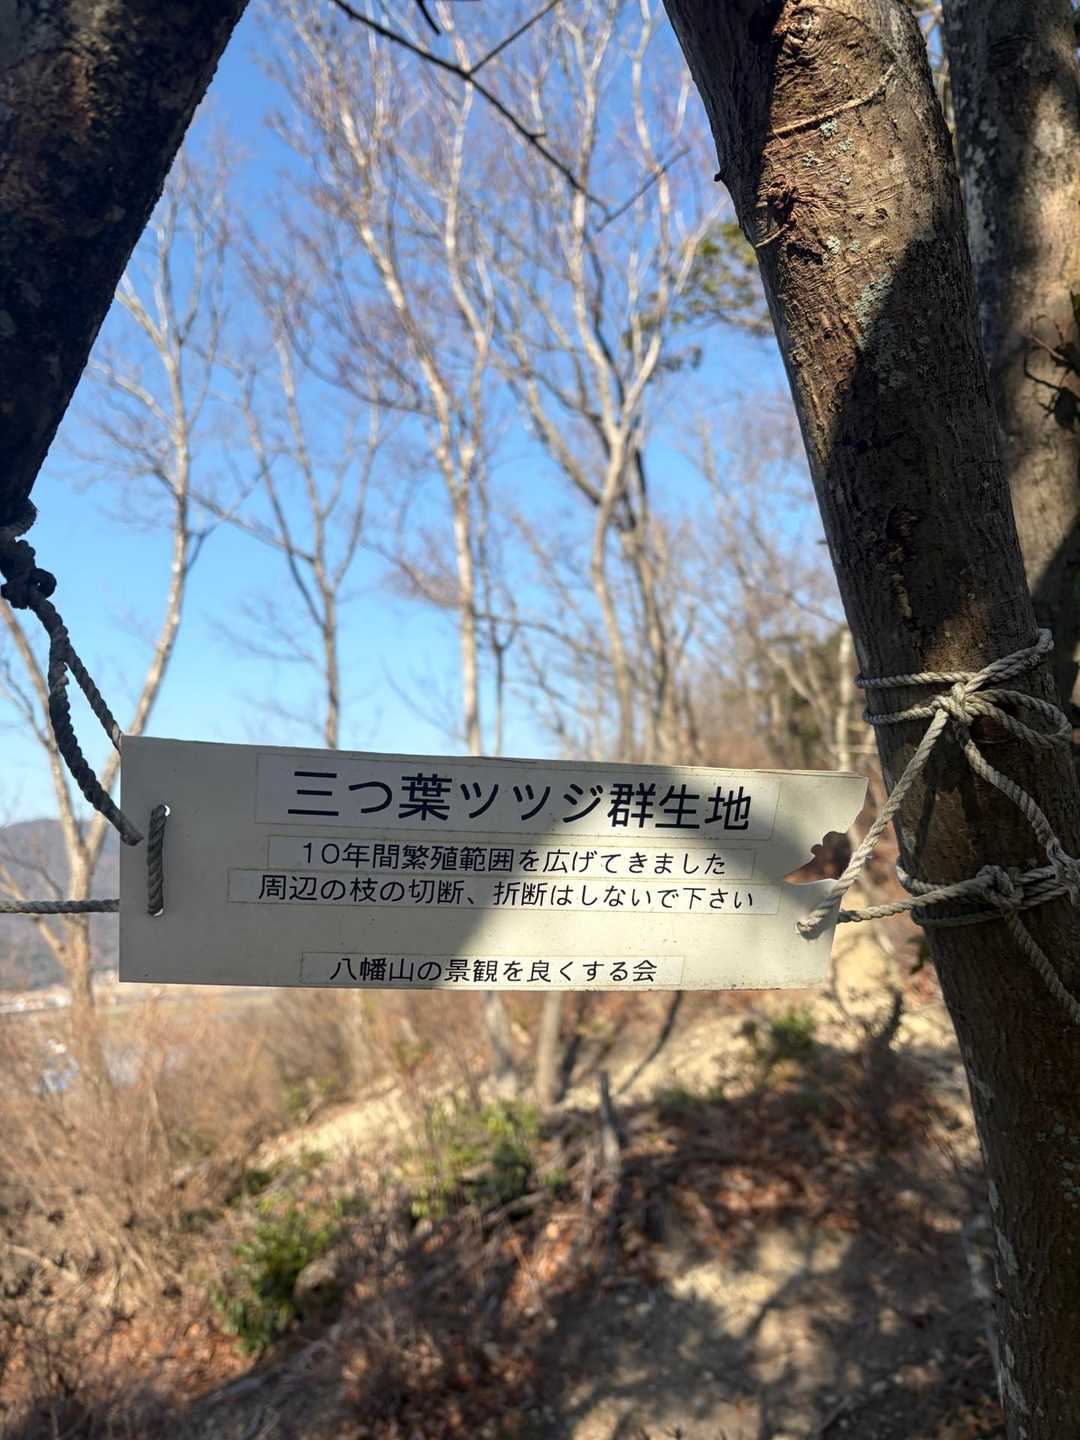 三つ葉ツツジ群生地
10年間繁殖範囲を広げてきました
周辺の枝の切断、折断はしないで下さい
八幡山の景観を良くする会